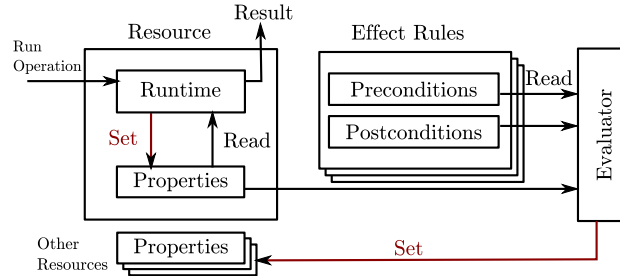 Result
Resource
Effect Rules
Run
Operation
Runtime
Preconditions
Read
Set
Read
Postconditions
Evaluator
Properties
Other
Resources
Properties
Set